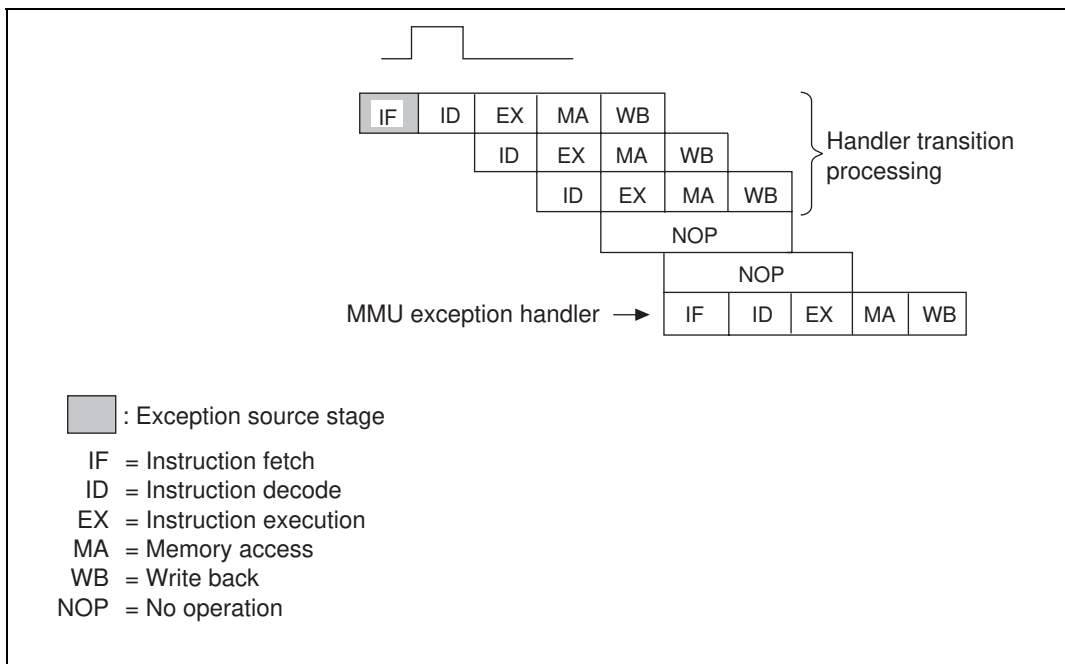 IF ID EX MA WB
ID EX MA WB
Handler transition
processing
ID EX MA WB
NOP
NOP
MMU exception handler
IF ID EX MA WB
: Exception source stage
IF = Instruction fetch
ID = Instruction decode
EX = Instruction execution
MA = Memory access
WB = Write back
NOP = No operation